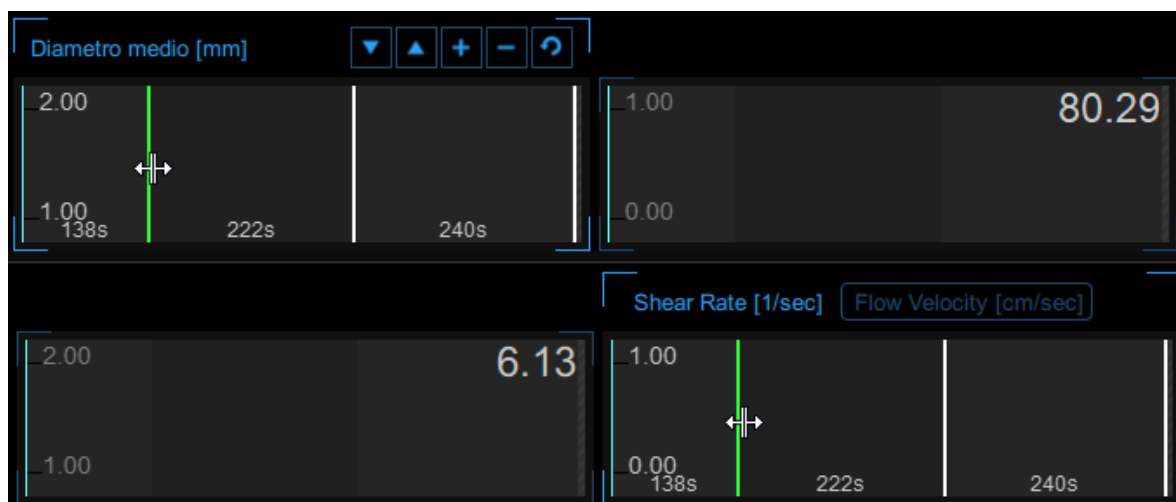 Diametro medio [mm]
2.00
1.00
138s
222s
240s
1.00
80.29
0.00
2.00
6.13
1.00
Shear Rate [1/sec]
Flow Velocity [cm/sec]
1.00
0.00
138s
222s
240s